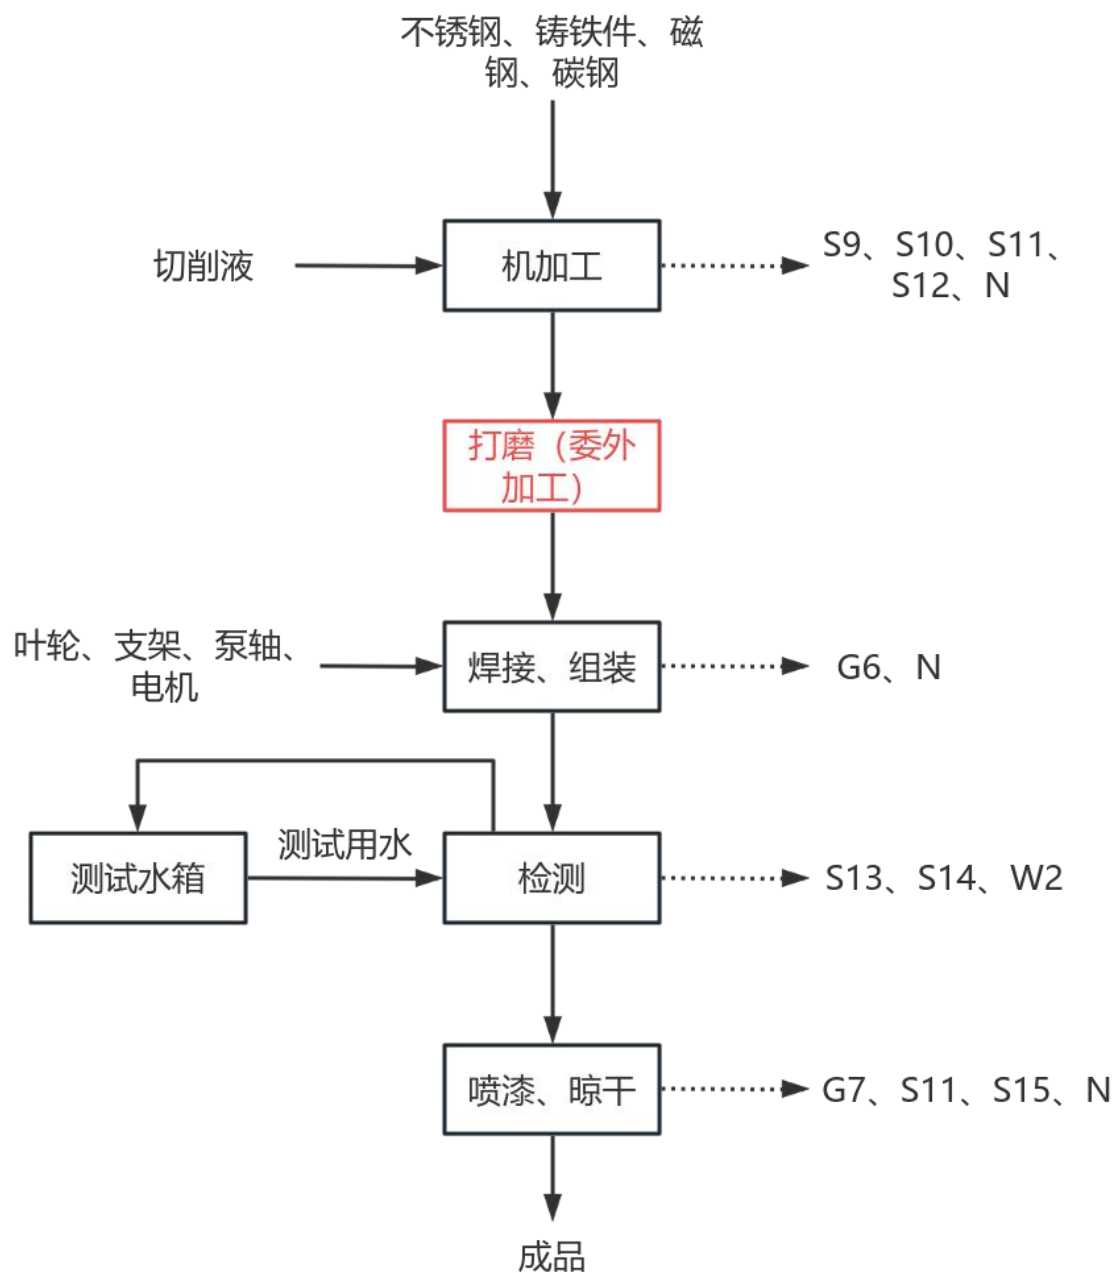 不锈钢、铸铁件、磁
钢、碳钢
切削液
机加工
S9、S10、S11、
S12、N
打磨（委外
加工）
叶轮、支架、泵轴、
电机
焊接、组装
G6、N
测试水箱
测试用水
检测
S13、S14、W2
喷漆、晾干
G7、S11、S15、N
成品